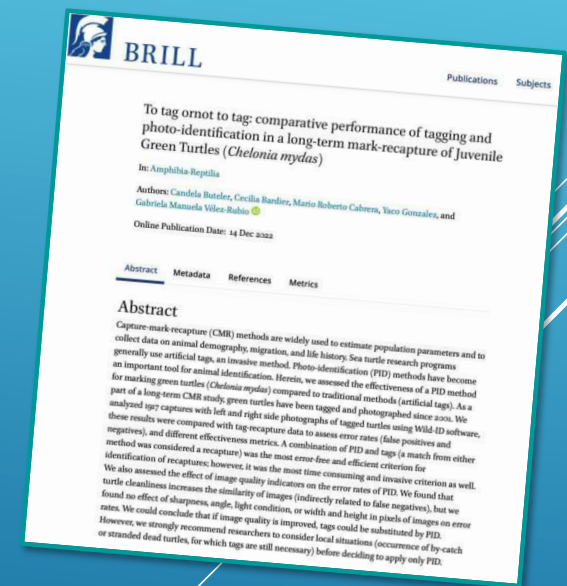 BRILL
Publications Subjects
To tag ornot to tag: comparative performance of tagging and
photo-identification in a long-term mark-recapture of Juvenile
Green Turtles (Chelonia mydas)
In: Amphibia-Reptilia
Authors: Candela Buteler, Cecilia Bardier, Mario Roberto Cabrera, Yaco Gonzalez, and
Gabriela Manuela Vélez-Rubio
Online Publication Date: 14 Dec 2022
Abstract Metadata References Metrics
Abstract
Capture-mark-recapture (CMR) methods are widely used to estimate population parameters and to
collect data on animal demography, migration, and life history. Sea turtle research programs
generally use artificial tags, an invasive method. Photo-identification (PID) methods have become
an important tool for animal identification. Herein, we assessed the effectiveness of a PID method
for marking green turtles (Chelonia mydas) compared to traditional methods (artificial tags). As a
part of a long-term CMR study, green turtles have been tagged and photographed since 2001. We
analyzed 1917 captures with left and right side photographs of tagged turtles using Wild-ID software,
these results were compared with tag-recapture data to assess error rates (false positives and
negatives), and different effectiveness metrics. A combination of PID and tags (a match from either
method was considered a recapture) was the most error-free and efficient criterion for
identification of recaptures; however, it was the most time consuming and invasive criterion as well.
We also assessed the effect of image quality indicators on the error rates of PID. We found that
turtle cleanliness increases the similarity of images (indirectly related to false negatives), but we
found no effect of sharpness, angle, light condition, or width and height in pixels of images on error
rates. We could conclude that if image quality is improved, tags could be substituted by PID.
However, we strongly recommend researchers to consider local situations (occurrence of by-catch
or stranded dead turtles, for which tags are still necessary) before deciding to apply only PID.